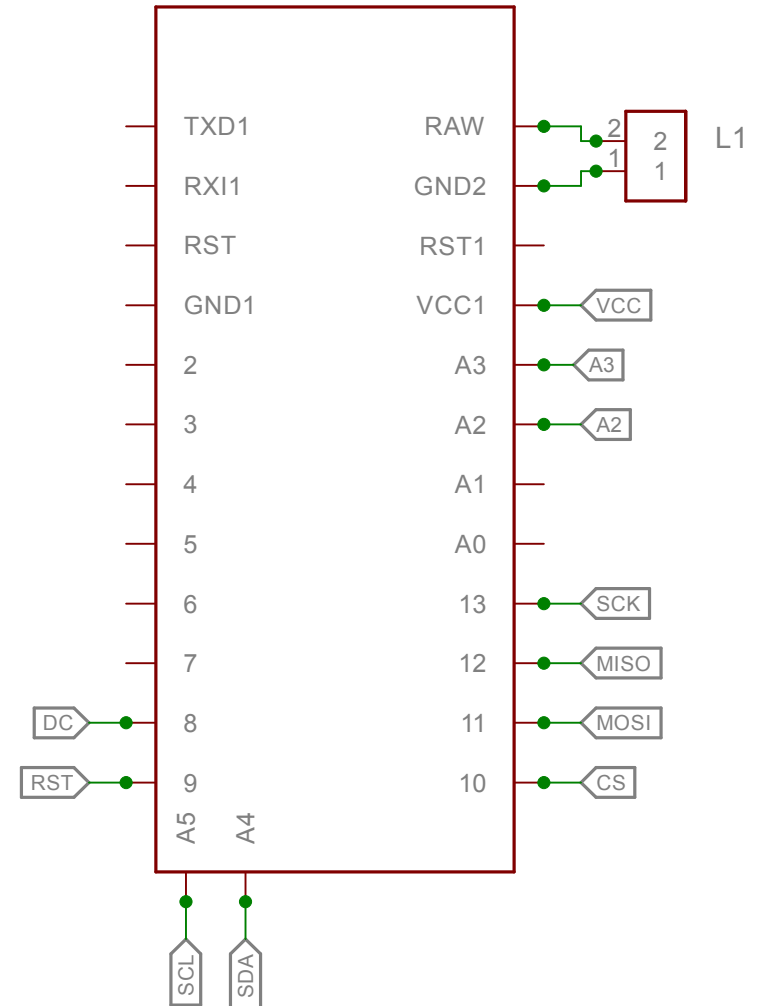 TXD1 RAW 2 2 L1
RXI1 GND2 1 1
RST RST1
GND1 VCC1 VCC
2 A3 A3
3 A2 A2
4 A1
5 A0
6 13 SCK
7 12 MISO
DC 8 11 MOSI
RST 9 10 CS
A5 A4
SCL SDA